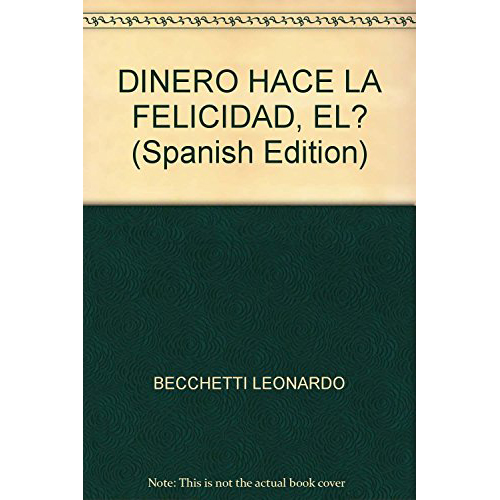 DINERO HACE LA
FELICIDAD, EL?
(Spanish Edition)
BECCHETTI LEONARDO
Note: This is not the actual book cover